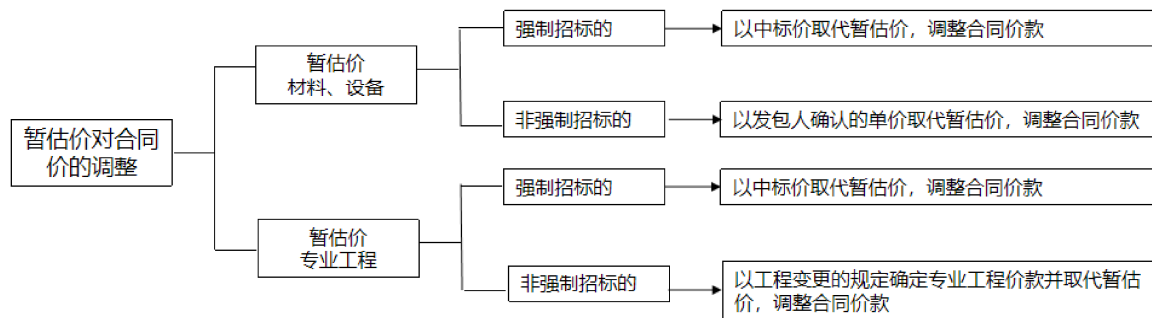 暂估价对合同
价的调整
暂估价
材料、设备
强制招标的
以中标价取代暂估价，调整合同价款
非强制招标的
以发包人确认的单价取代暂估价，调整合同价款
暂估价
专业工程
强制招标的
以中标价取代暂估价，调整合同价款
非强制招标的
以工程变更的规定确定专业工程价款并取代暂估
价，调整合同价款